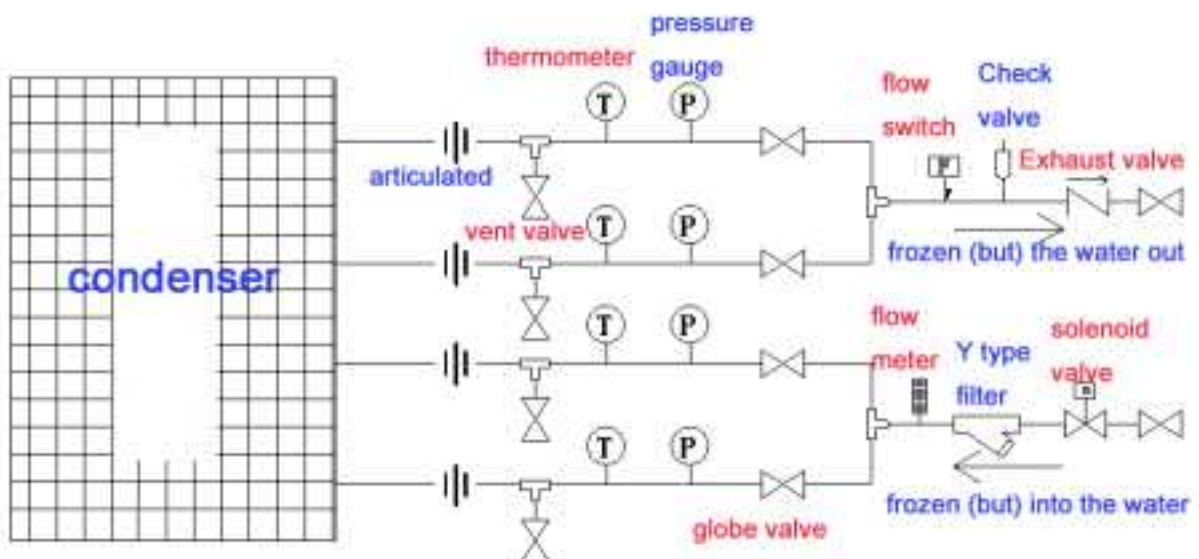 pressure
gauge
thermometer
T
P
flow
switch
Check
valve
F
Exhaust valve
articulated
vent valve
T
P
frozen (but) the water out
condenser
T
P
flow
meter
Y type
filter
solenoid
valve
T
P
frozen (but) into the water
globe valve